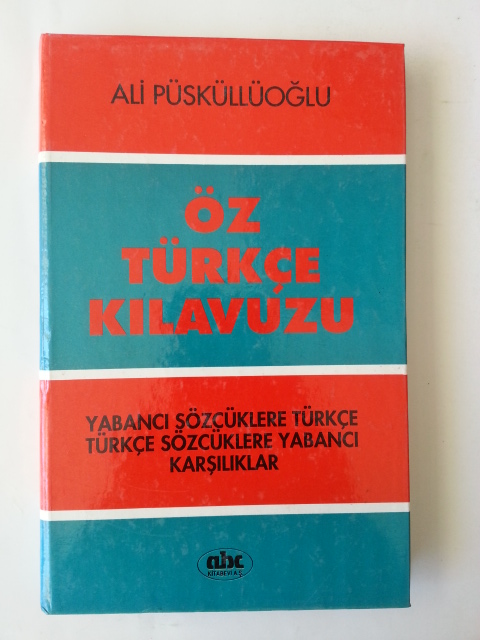 ALİ PÜSKÜLLÜOĞLU
ÖZ
TÜRKÇE
KILAVUZU
YABANCI SÖZCÜKLERE TÜRKÇE
TÜRKÇE SÖZCÜKLERE YABANCI
KARŞILIKLAR
abc
KİTABEVİ A.Ş.